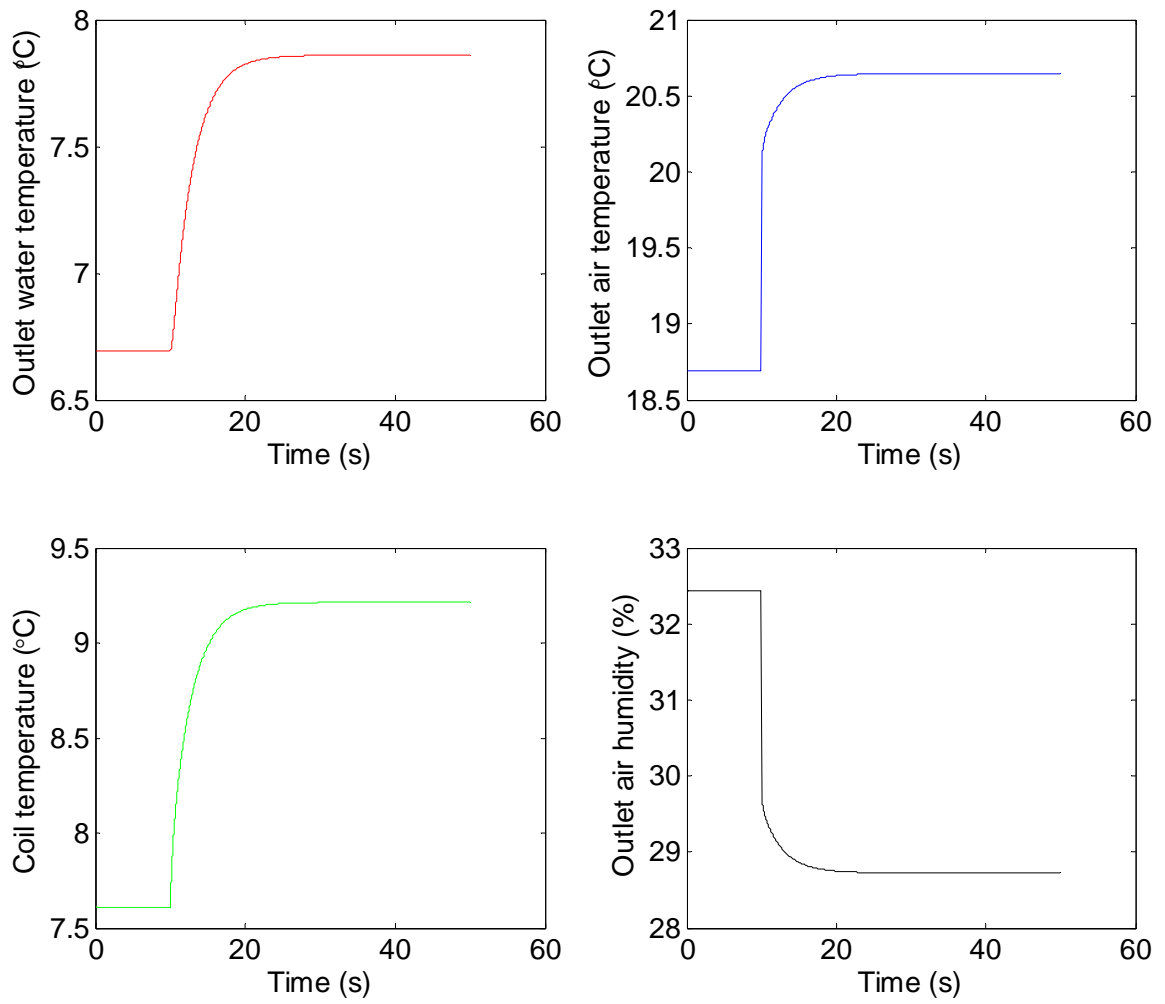 8
7.5
7
6.5
0 20 40 60
Time (s)
Outlet water temperature (°C)
21
20.5
20
19.5
19
18.5
0 20 40 60
Time (s)
Outlet air temperature (°C)
9.5
9
8.5
8
7.5
0 20 40 60
Time (s)
Coil temperature (°C)
33
32
31
30
29
28
0 20 40 60
Time (s)
Outlet air humidity (%)